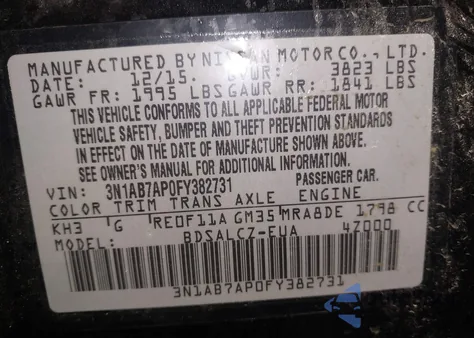 MANUFACTURED BY NISSAN MOTOR CO., LTD.
DATE: 12/15. GVWR: 3823 LBS
GAWR FR: 1995 LBS GAWR RR: 1841 LBS
THIS VEHICLE CONFORMS TO ALL APPLICABLE FEDERAL MOTOR
VEHICLE SAFETY, BUMPER AND THEFT PREVENTION STANDARDS
IN EFFECT ON THE DATE OF MANUFACTURE SHOWN ABOVE.
SEE OWNER'S MANUAL FOR ADDITIONAL INFORMATION.
VIN: 3N1AB7AP0FY382731 PASSENGER CAR.
COLOR TRIM TRANS AXLE ENGINE
KH3 G RE0F11A GM35 MRA8DE 1798 CC
MODEL: BDSALCZ-EUA 4Z000
3N1AB7AP0FY382731